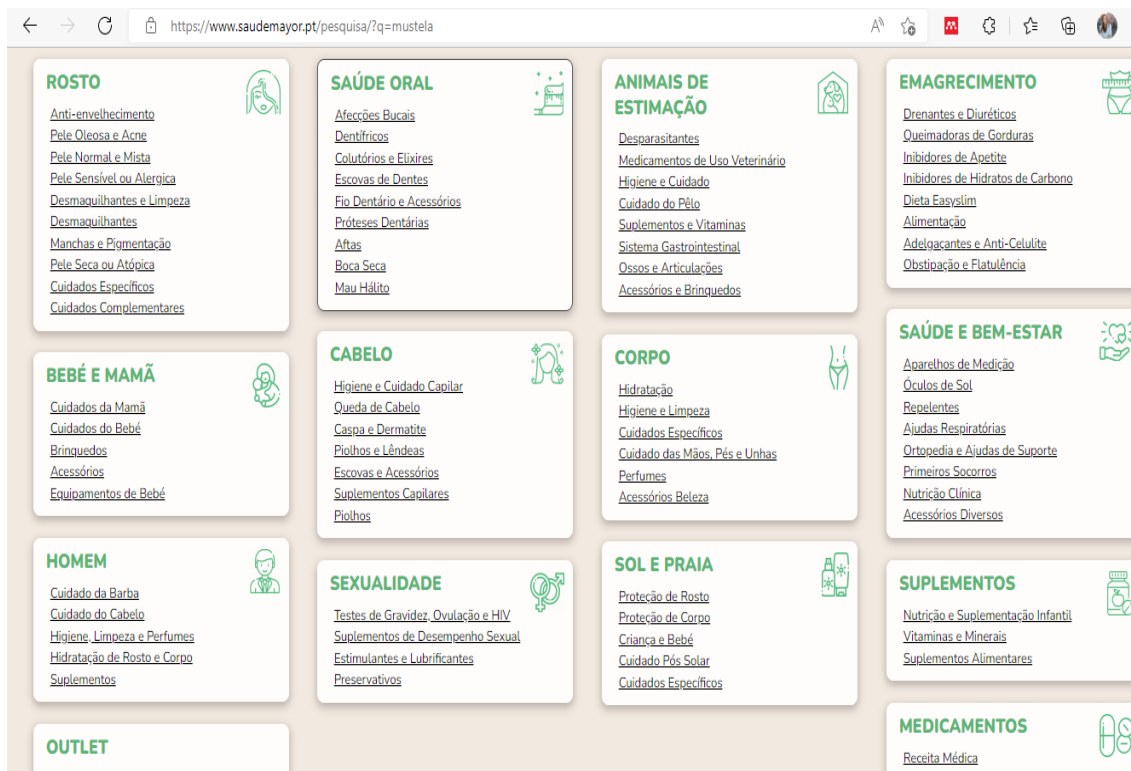 https://www.saudemayor.pt/pesquisa/?q=mustela
ROSTO
Anti-envelhecimento
Pele Oleosa e Acne
Pele Normal e Mista
Pele Sensível ou Alergica
Desmaquilhantes e Limpeza
Desmaquilhantes
Manchas e Pigmentação
Pele Seca ou Atópica
Cuidados Específicos
Cuidados Complementares
BEBÉ E MAMÃ
Cuidados da Mamã
Cuidados do Bebé
Brinquedos
Acessórios
Equipamentos de Bebé
HOMEM
Cuidado da Barba
Cuidado do Cabelo
Higiene, Limpeza e Perfumes
Hidratação de Rosto e Corpo
Suplementos
OUTLET
SAÚDE ORAL
Afecções Bucais
Dentífricos
Colutórios e Elixires
Escovas de Dentes
Fio Dentário e Acessórios
Próteses Dentárias
Aftas
Boca Seca
Mau Hálito
CABELO
Higiene e Cuidado Capilar
Queda de Cabelo
Caspa e Dermatite
Piolhos e Lêndeas
Escovas e Acessórios
Suplementos Capilares
Piolhos
SEXUALIDADE
Testes de Gravidez, Ovulação e HIV
Suplementos de Desempenho Sexual
Estimulantes e Lubrificantes
Preservativos
ANIMAIS DE
ESTIMAÇÃO
Desparasitantes
Medicamentos de Uso Veterinário
Higiene e Cuidado
Cuidado do Pêlo
Suplementos e Vitaminas
Sistema Gastrointestinal
Ossos e Articulações
Acessórios e Brinquedos
CORPO
Hidratação
Higiene e Limpeza
Cuidados Específicos
Cuidado das Mãos, Pés e Unhas
Perfumes
Acessórios Beleza
SOL E PRAIA
Proteção de Rosto
Proteção de Corpo
Criança e Bebé
Cuidado Pós Solar
Cuidados Específicos
EMAGRECIMENTO
Drenantes e Diuréticos
Queimadoras de Gorduras
Inibidores de Apetite
Inibidores de Hidratos de Carbono
Dieta Easyslim
Alimentação
Adelgaçantes e Anti-Celulite
Obstipação e Flatulência
SAÚDE E BEM-ESTAR
Aparelhos de Medição
Óculos de Sol
Repelentes
Ajudas Respiratórias
Ortopedia e Ajudas de Suporte
Primeiros Socorros
Nutrição Clínica
Acessórios Diversos
SUPLEMENTOS
Nutrição e Suplementação Infantil
Vitaminas e Minerais
Suplementos Alimentares
MEDICAMENTOS
Receita Médica